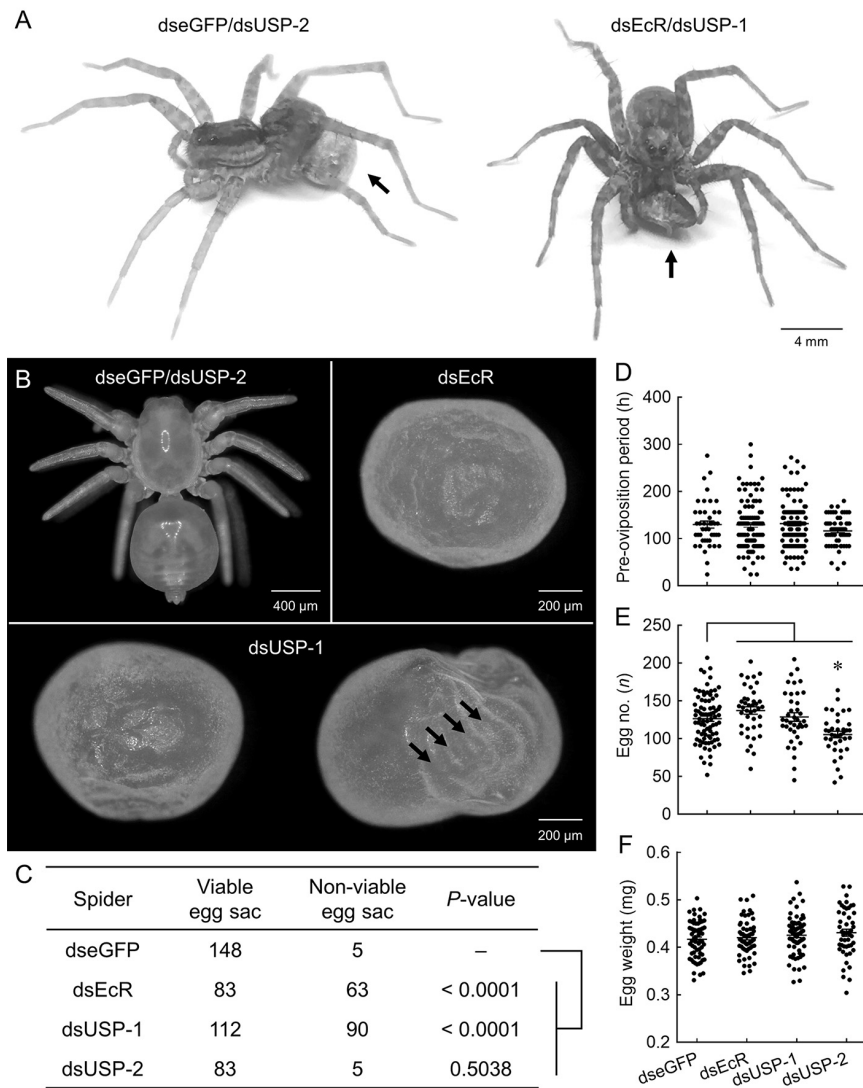 A
dseGFP/dsUSP-2
dsEcR/dsUSP-1
4 mm
B
dseGFP/dsUSP-2
dsEcR
400 μm
200 μm
dsUSP-1
200 μm
C
Spider
Viable egg sac
Non-viable egg sac
P-value
dseGFP 148 5 –
dsEcR 83 63 < 0.0001
dsUSP-1 112 90 < 0.0001
dsUSP-2 83 5 0.5038
D
Pre-oviposition period (h)
400
300
200
100
0
E
Egg no. (n)
250
200
150
100
50
0
*
F
Egg weight (mg)
0.6
0.5
0.4
0.3
0.2
dseGFP
dsEcR
dsUSP-1
dsUSP-2